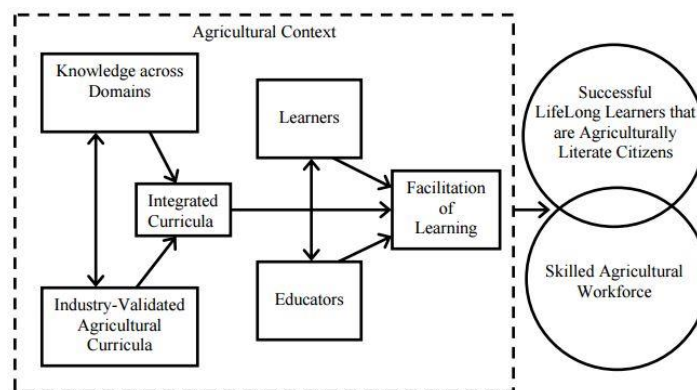 Agricultural Context
Knowledge across
Domains
Learners
Integrated
Curricula
Facilitation
of
Learning
Industry-Validated
Agricultural
Curricula
Educators
Successful
LifeLong Learners that
are Agriculturally
Literate Citizens
Skilled Agricultural
Workforce